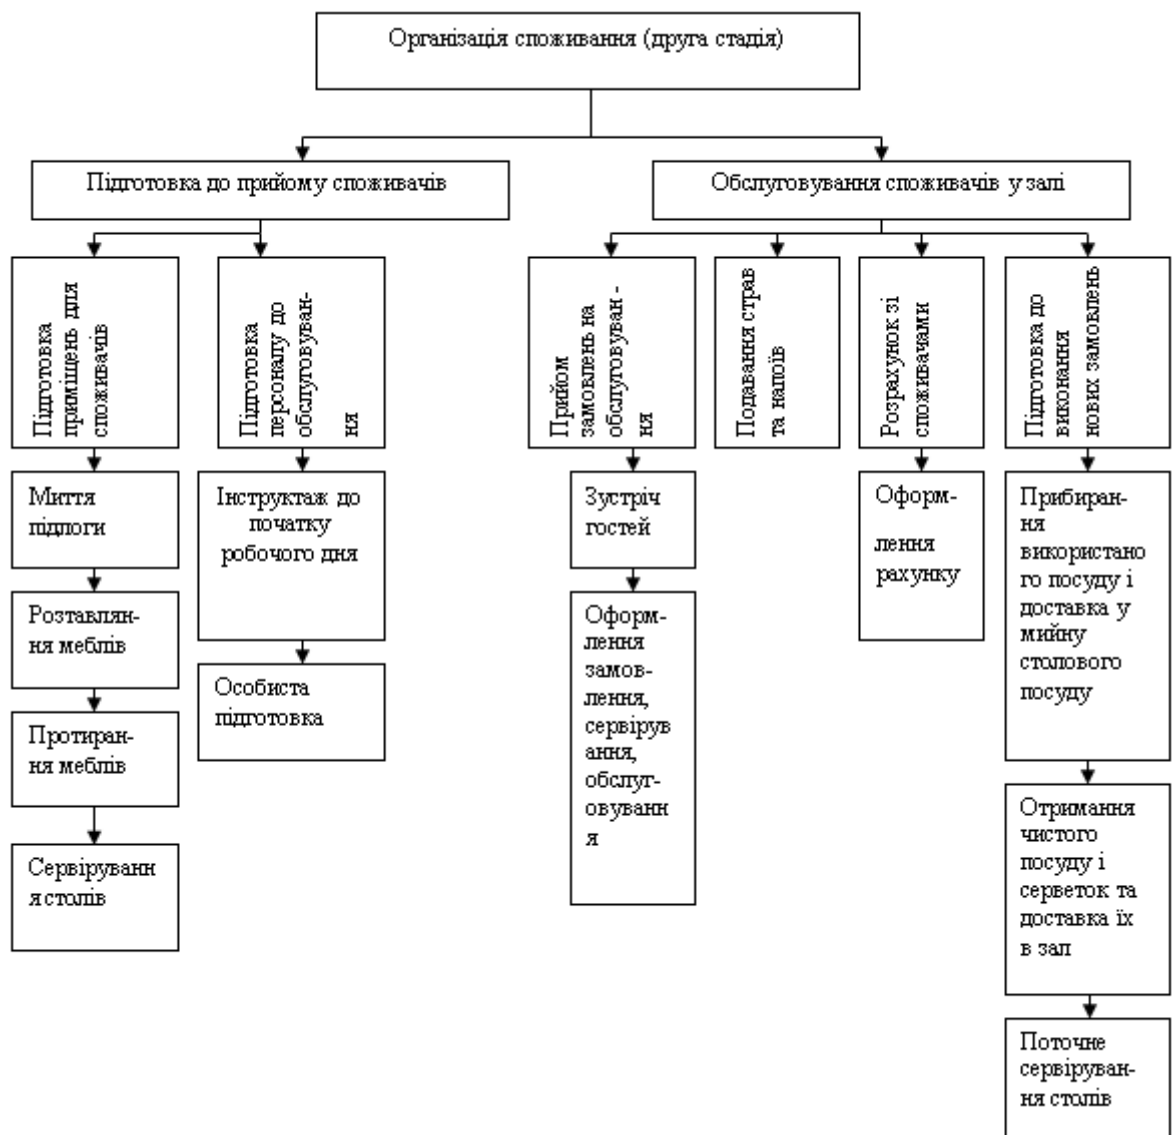 Організація споживання (друга стадія)
Підготовка до прийому споживачів
Обслуговування споживачів у залі
Підготовка
приміщень для
споживачів
Підготовка
персоналу до
обслуговуван-
ня
Прийом
замовлень на
обслуговуван -
ня
Подавання страв
та напоїв
Розрахунок зі
споживачами
Підготовка до
виконання
нових замовлень
Миття
підлоги
Розтавлян-
ня меблів
Протиран-
ня меблів
Сервіруванн
я столів
Інструктаж до
початку
робочого дня
Особиста
підготовка
Зустріч
гостей
Оформ-
лення
замов-
лення,
сервірув
ання,
обслуг-
овуванн
я
Оформ-
лення
рахунку
Прибиран-
ня
використано
го посуду і
доставка у
мийну
столового
посуду
Отримання
чистого
посуду і
серветок та
доставка їх
в зал
Поточне
сервіруван-
ня столів